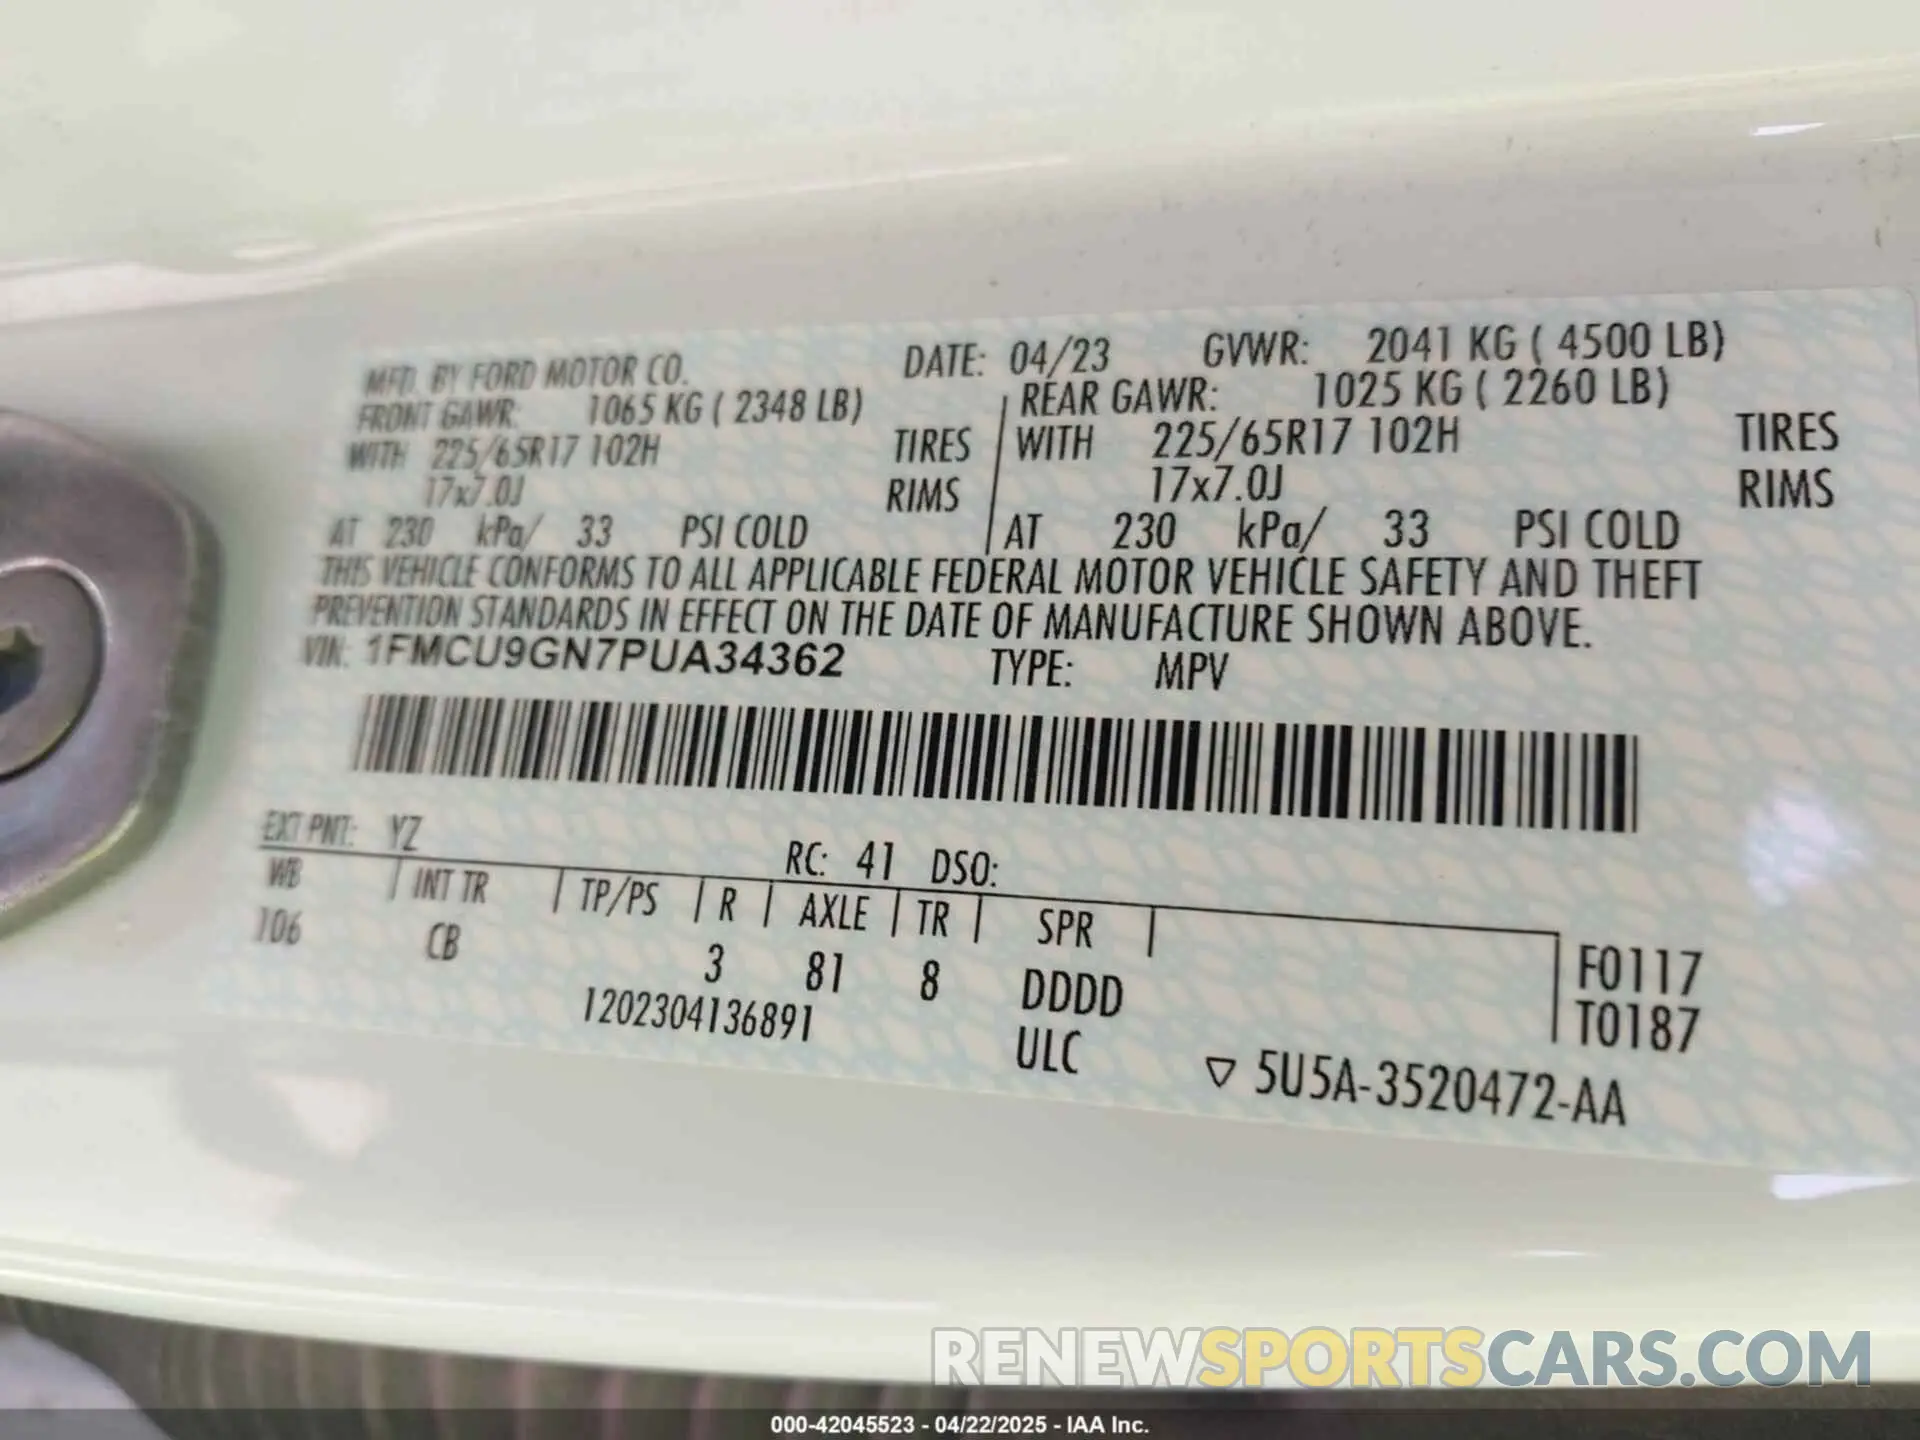 MFD. BY FORD MOTOR CO. DATE: 04/23 GVWR: 2041 KG ( 4500 LB)
FRONT GAWR: 1065 KG ( 2348 LB) REAR GAWR: 1025 KG ( 2260 LB)
WITH 225/65R17 102H TIRES WITH 225/65R17 102H TIRES
17x7.0J RIMS 17x7.0J RIMS
AT 230 kPa/ 33 PSI COLD AT 230 kPa/ 33 PSI COLD
THIS VEHICLE CONFORMS TO ALL APPLICABLE FEDERAL MOTOR VEHICLE SAFETY AND THEFT
PREVENTION STANDARDS IN EFFECT ON THE DATE OF MANUFACTURE SHOWN ABOVE.
VIN: 1FMCU9GN7PUA34362 TYPE: MPV
EXT PNT: YZ RC: 41 DSO:
WB INT TR TP/PS R AXLE TR SPR
106 CB 3 81 8 DDDD F0117
1202304136891 ULC T0187
▽ 5U5A-3520472-AA
RENEWSPORTSCARS.COM
000-42045523 - 04/22/2025 - IAA Inc.